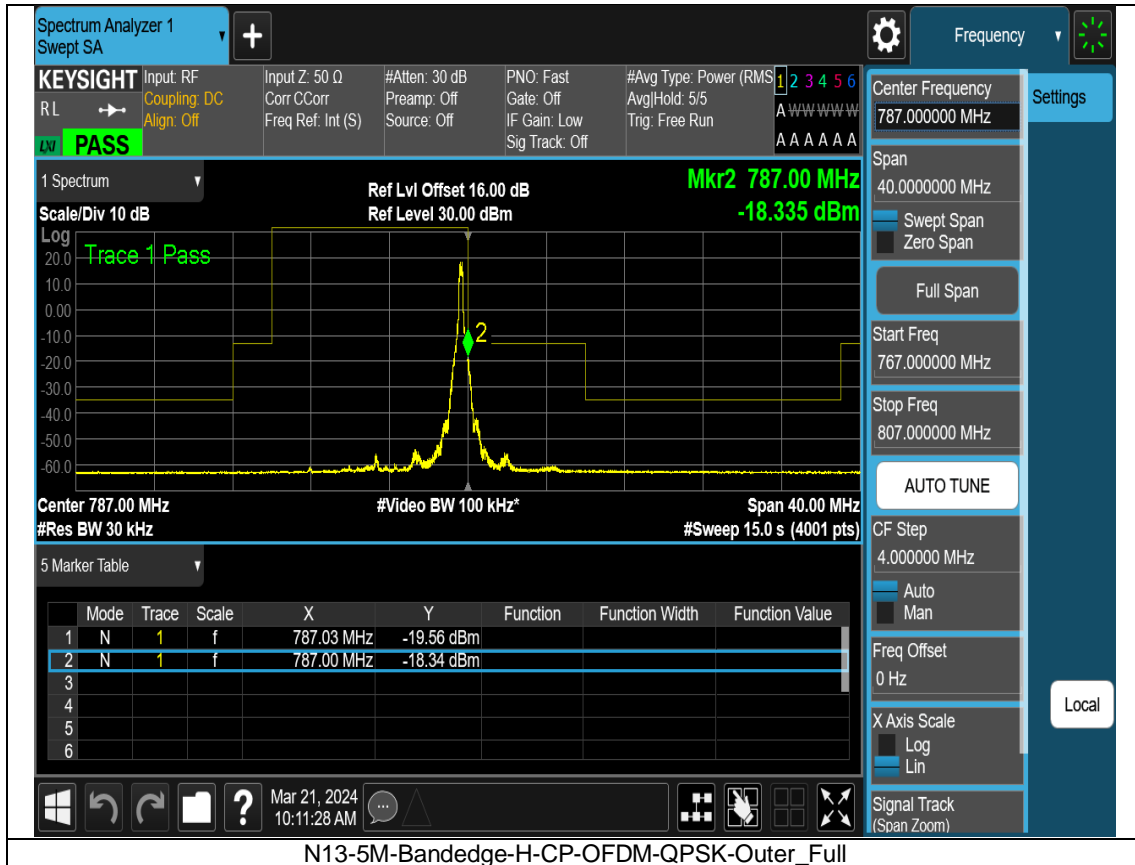 Spectrum Analyzer 1
Swept SA
+
Frequency
KEYSIGHT
RL
LXI PASS
Input: RF
Coupling: DC
Align: Off
Input Z: 50 Ω
Corr CCorr
Freq Ref: Int (S)
#Atten: 30 dB
Preamp: Off
Source: Off
PNO: Fast
Gate: Off
IF Gain: Low
Sig Track: Off
#Avg Type: Power (RMS
Avg|Hold: 5/5
Trig: Free Run
1 2 3 4 5 6
A W W W W W
A A A A A A
1 Spectrum
Scale/Div 10 dB
Ref Lvl Offset 16.00 dB
Ref Level 30.00 dBm
Mkr2 787.00 MHz
-18.335 dBm
Log
Trace 1 Pass
20.0
10.0
0.00
-10.0
-20.0
-30.0
-40.0
-50.0
-60.0
2
Center 787.00 MHz
#Res BW 30 kHz
#Video BW 100 kHz*
Span 40.00 MHz
#Sweep 15.0 s (4001 pts)
5 Marker Table
Mode Trace Scale X Y Function Function Width Function Value
1 N 1 f 787.03 MHz -19.56 dBm
2 N 1 f 787.00 MHz -18.34 dBm
3
4
5
6
?
Mar 21, 2024
10:11:28 AM
Center Frequency
787.000000 MHz
Span
40.0000000 MHz
Swept Span
Zero Span
Full Span
Start Freq
767.000000 MHz
Stop Freq
807.000000 MHz
AUTO TUNE
CF Step
4.000000 MHz
Auto
Man
Freq Offset
0 Hz
X Axis Scale
Log
Lin
Signal Track
(Span Zoom)
Settings
Local
N13-5M-Bandedge-H-CP-OFDM-QPSK-Outer_Full